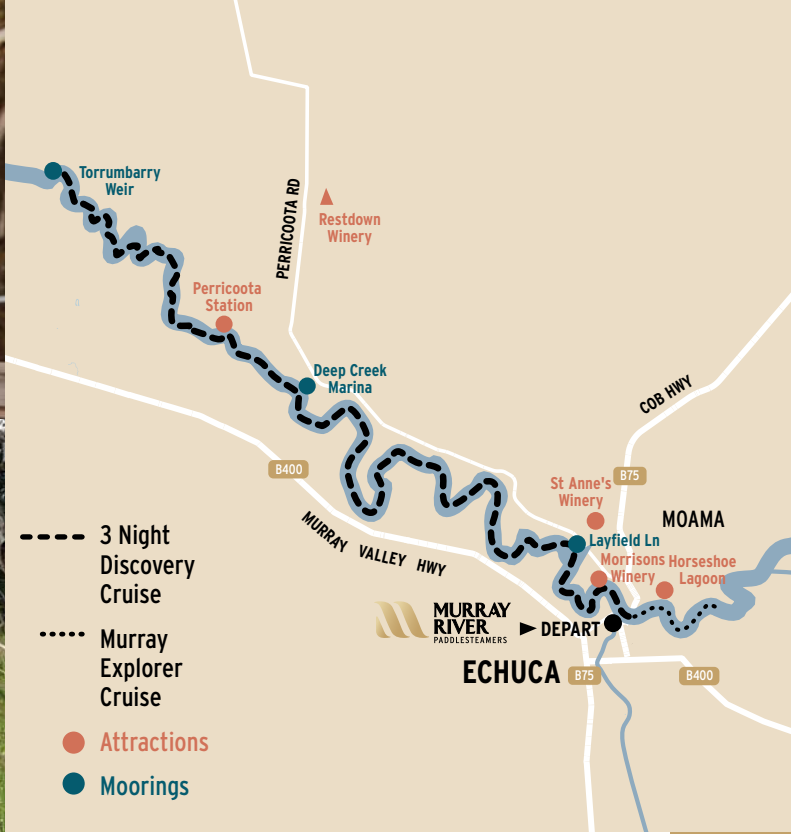 Torrumbarry
Weir
PERRICOOTA RD
Restdown
Winery
Perricoota
Station
Deep Creek
Marina
COB HWY
B400
B75
St Anne's
Winery
MOAMA
MURRAY VALLEY HWY
Layfield Ln
Morrisons
Winery
Horseshoe
Lagoon
MURRAY
RIVER
PADDLESTEAMERS
DEPART
ECHUCA
B75
B400
3 Night
Discovery
Cruise
Murray
Explorer
Cruise
Attractions
Moorings